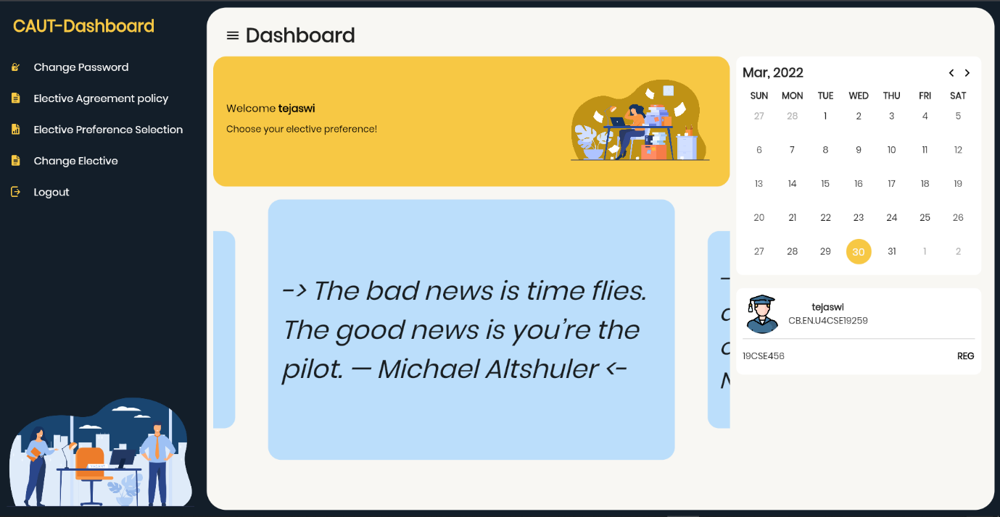 CAUT-Dashboard
Change Password
Elective Agreement policy
Elective Preference Selection
Change Elective
Logout
Dashboard
Welcome tejaswi
Choose your elective preference!
-> The bad news is time flies.
The good news is you’re the
pilot. — Michael Altshuler <-
Mar, 2022
SUN MON TUE WED THU FRI SAT
27 28 1 2 3 4 5
6 7 8 9 10 11 12
13 14 15 16 17 18 19
20 21 22 23 24 25 26
27 28 29 30 31 1 2
tejaswi
CB.EN.U4CSE19259
19CSE456 REG
VACANT